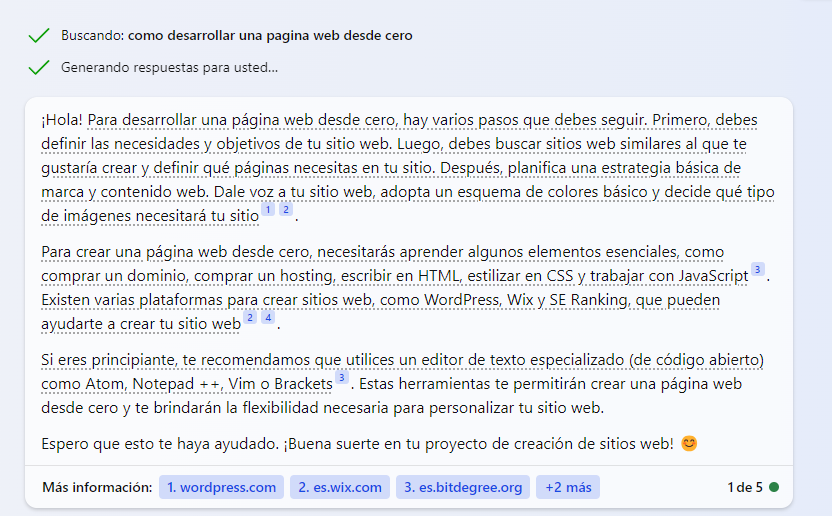 Buscando: como desarrollar una pagina web desde cero
Generando respuestas para usted...
¡Hola! Para desarrollar una página web desde cero, hay varios pasos que debes seguir. Primero, debes
definir las necesidades y objetivos de tu sitio web. Luego, debes buscar sitios web similares al que te
gustaría crear y definir qué páginas necesitas en tu sitio. Después, planifica una estrategia básica de
marca y contenido web. Dale voz a tu sitio web, adopta un esquema de colores básico y decide qué tipo
de imágenes necesitará tu sitio 1 2 .
Para crear una página web desde cero, necesitarás aprender algunos elementos esenciales, como
comprar un dominio, comprar un hosting, escribir en HTML, estilizar en CSS y trabajar con JavaScript 3 .
Existen varias plataformas para crear sitios web, como WordPress, Wix y SE Ranking, que pueden
ayudarte a crear tu sitio web 2 4 .
Si eres principiante, te recomendamos que utilices un editor de texto especializado (de código abierto)
como Atom, Notepad ++, Vim o Brackets 3 . Estas herramientas te permitirán crear una página web
desde cero y te brindarán la flexibilidad necesaria para personalizar tu sitio web.
Espero que esto te haya ayudado. ¡Buena suerte en tu proyecto de creación de sitios web! 😊
Más información: 1. wordpress.com 2. es.wix.com 3. es.bitdegree.org +2 más 1 de 5